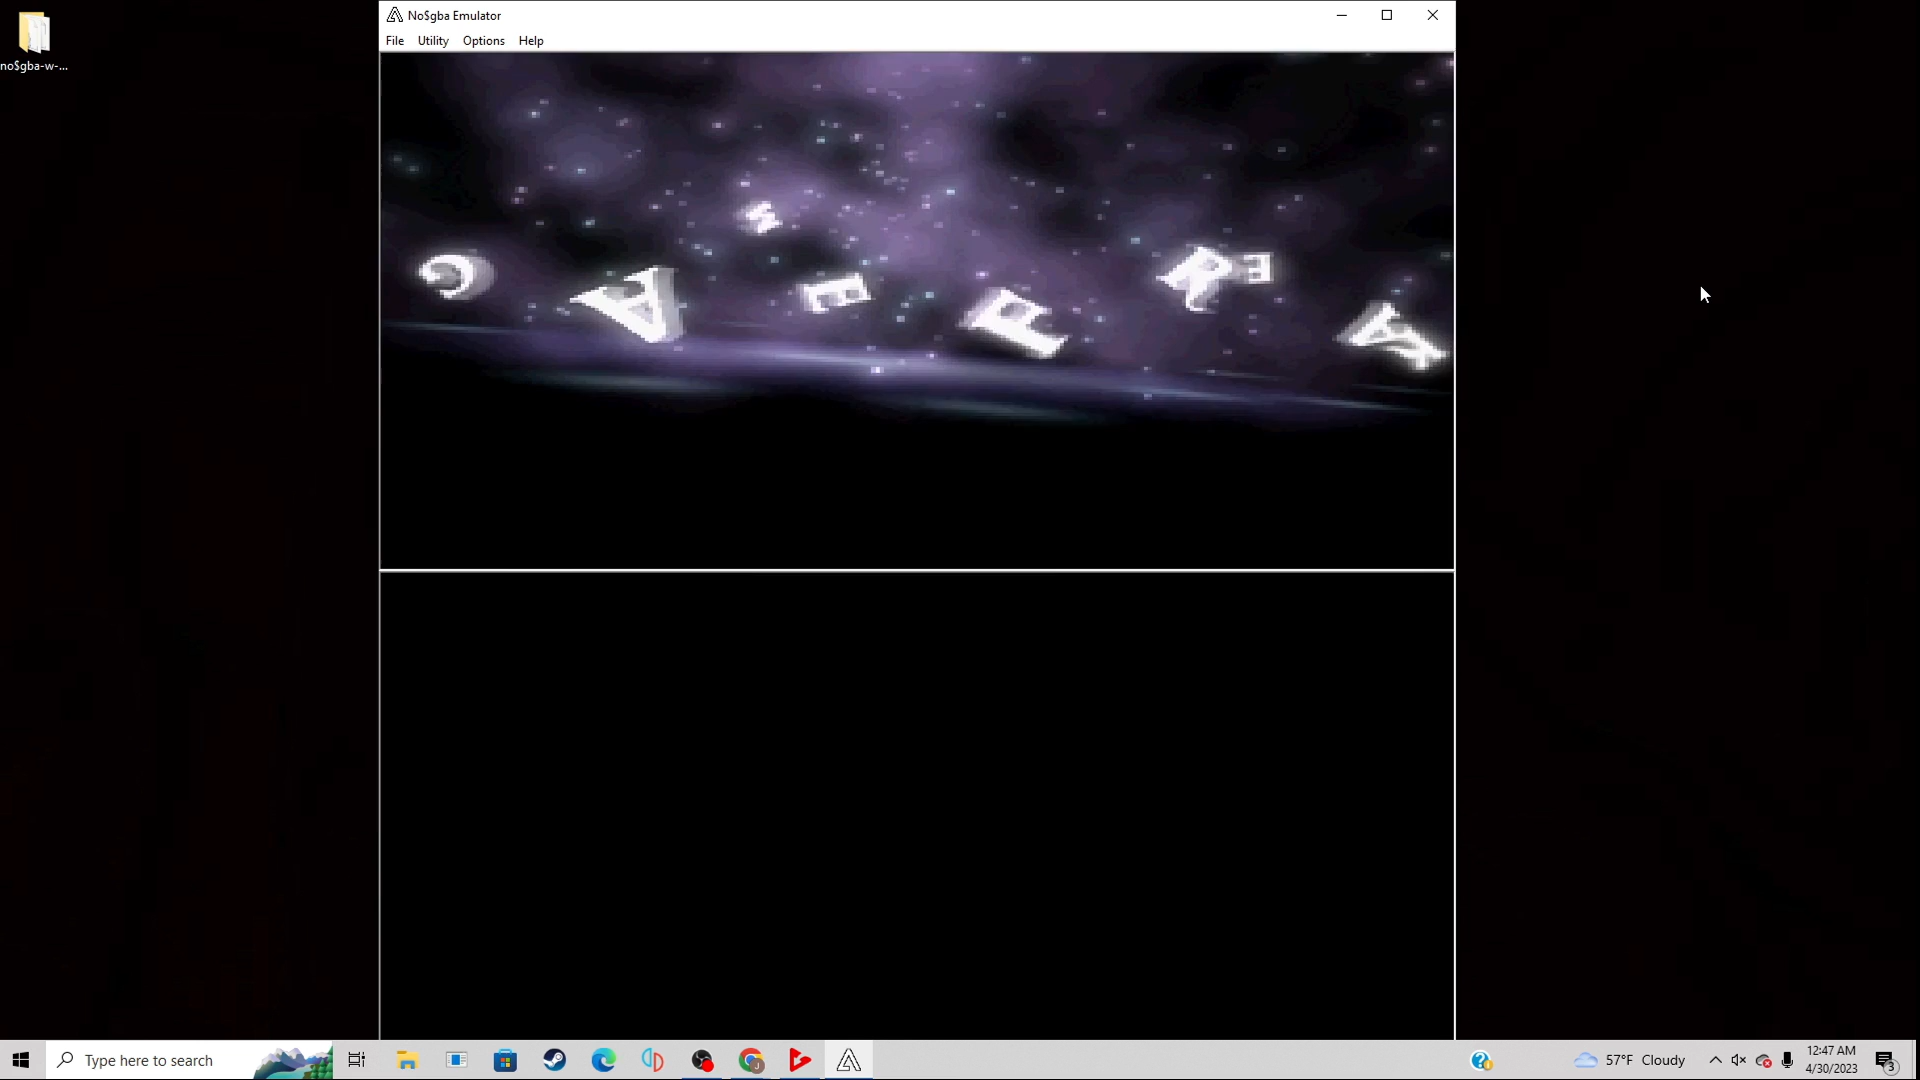 No$gba Emulator
File Utility Options Help
no$gba-w-...
S
C A E F R E A
Type here to search
57°F Cloudy
12:47 AM
4/30/2023
3